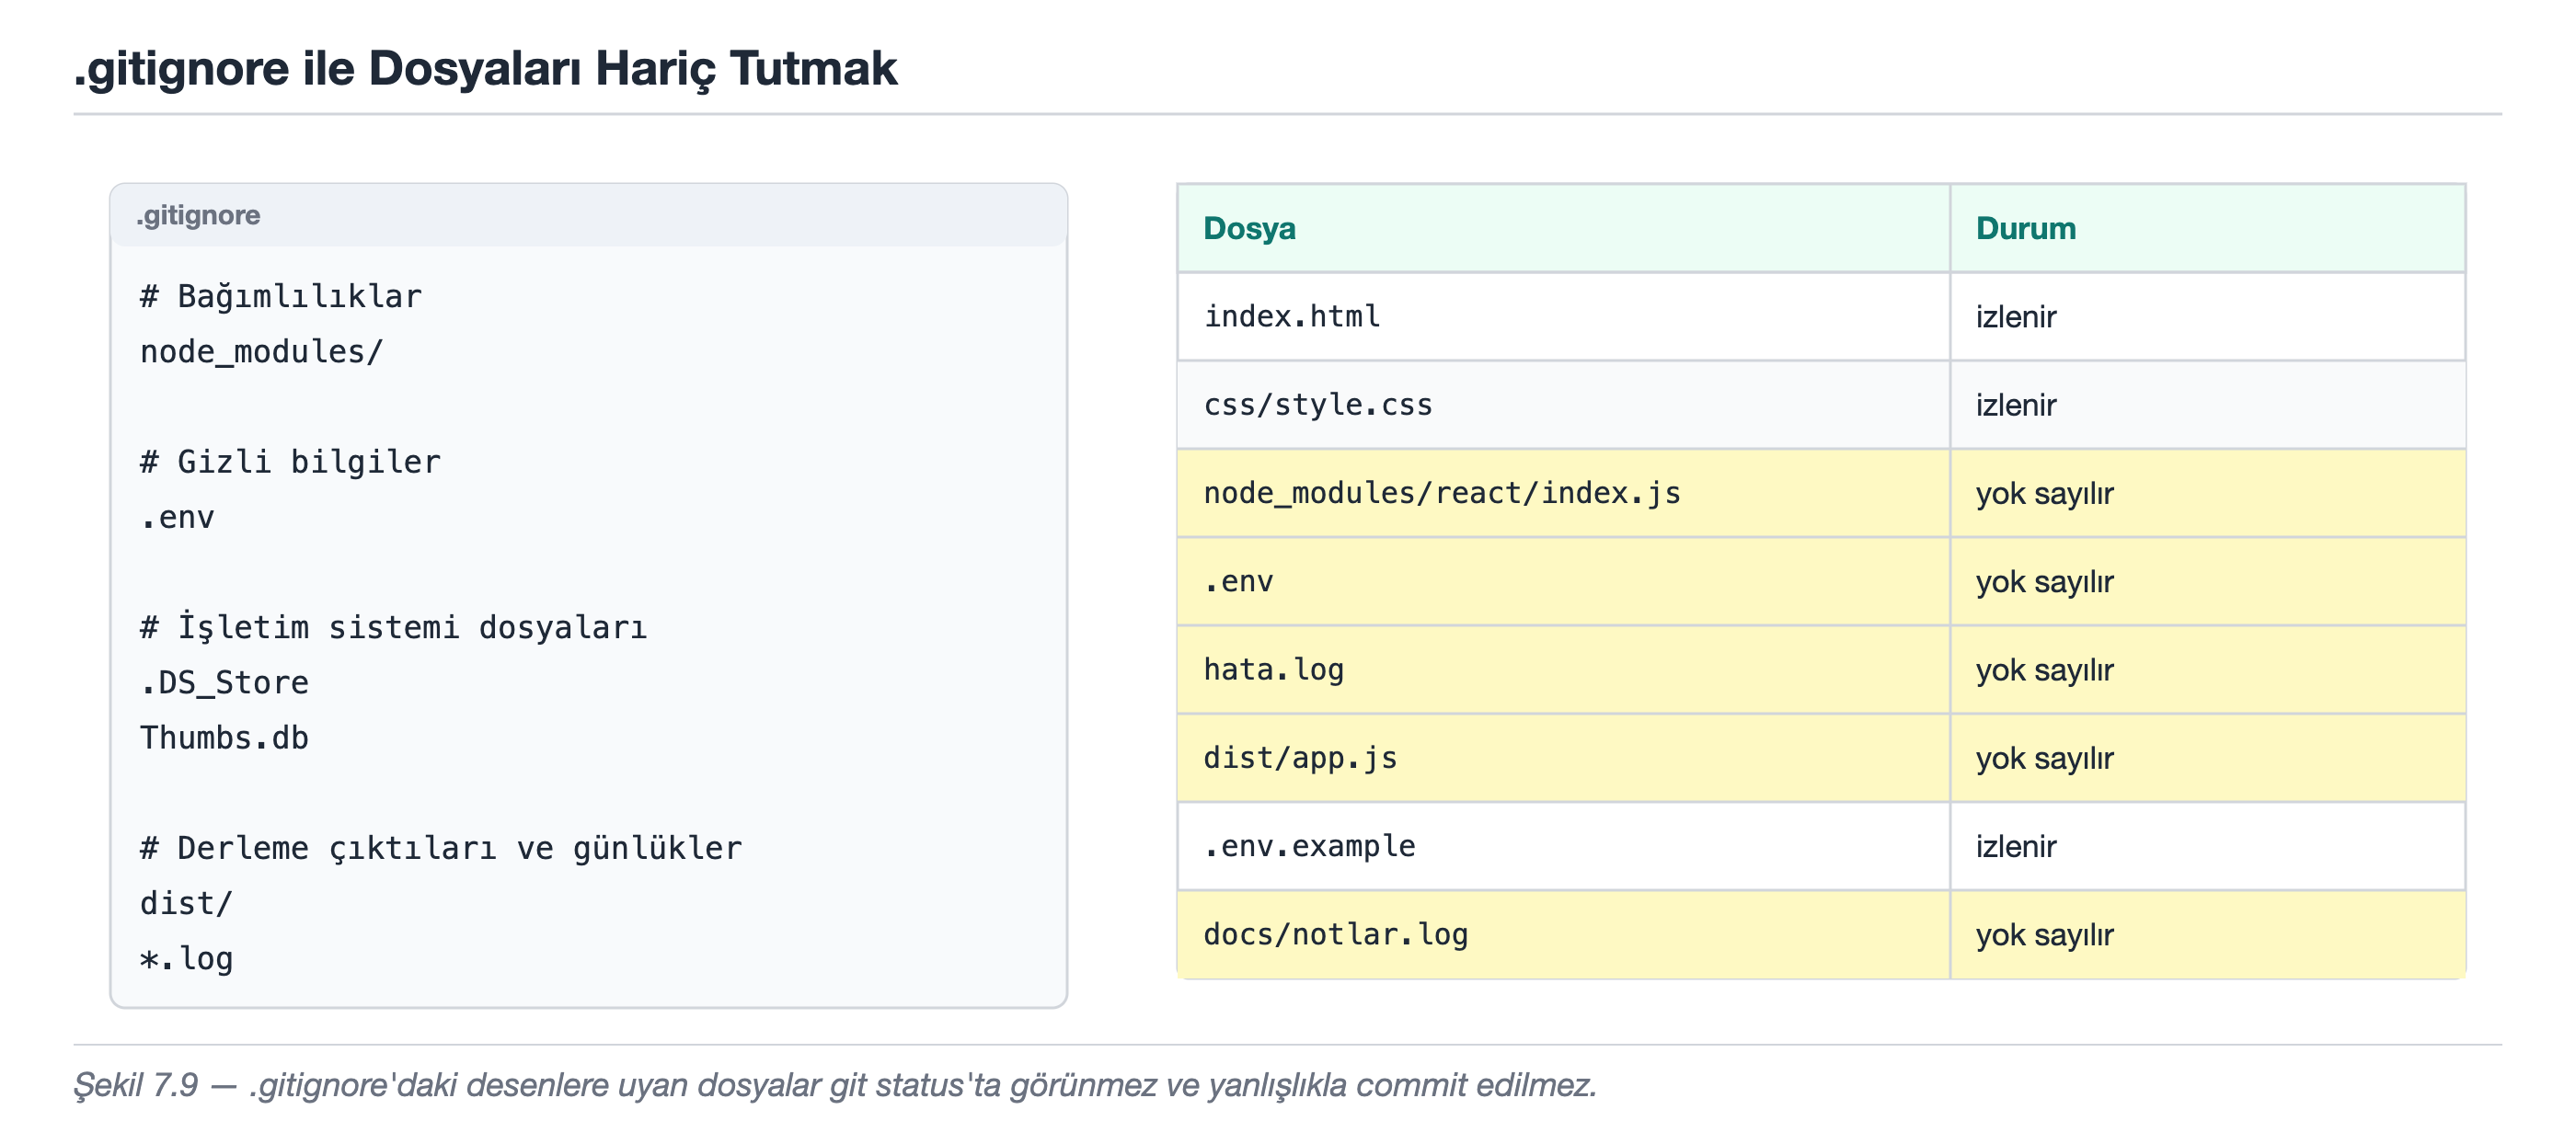 .gitignore ile Dosyaları Hariç Tutmak
.gitignore
# Bağımlılıklar
node_modules/
# Gizli bilgiler
.env
# İşletim sistemi dosyaları
.DS_Store
Thumbs.db
# Derleme çıktıları ve günlükler
dist/
*.log
Dosya Durum
index.html izlenir
css/style.css izlenir
node_modules/react/index.js yok sayılır
.env yok sayılır
hata.log yok sayılır
dist/app.js yok sayılır
.env.example izlenir
docs/notlar.log yok sayılır
Şekil 7.9 — .gitignore'daki desenlere uyan dosyalar git status'ta görünmez ve yanlışlıkla commit edilmez.